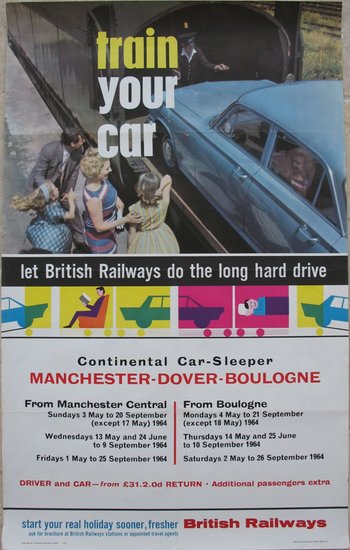 train
your
car
let British Railways do the long hard drive
Continental Car-Sleeper
MANCHESTER-DOVER-BOULOGNE
From Manchester Central
Sundays 3 May to 20 September
(except 17 May) 1964
Wednesdays 13 May and 24 June
to 9 September 1964
Fridays 1 May to 25 September 1964
From Boulogne
Mondays 4 May to 21 September
(except 18 May) 1964
Thursdays 14 May and 25 June
to 10 September 1964
Saturdays 2 May to 26 September 1964
DRIVER and CAR—from £31.2.0d RETURN • Additional passengers extra
start your real holiday sooner, fresher
ask for brochure at British Railways stations or appointed travel agents
British Railways